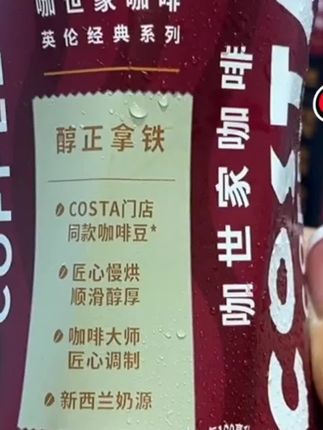 咖世家咖啡
英伦经典系列
醇正拿铁
COSTA门店
同款咖啡豆*
匠心慢烘
顺滑醇厚
咖啡大师
匠心调制
新西兰奶源
咖世家咖啡
COST